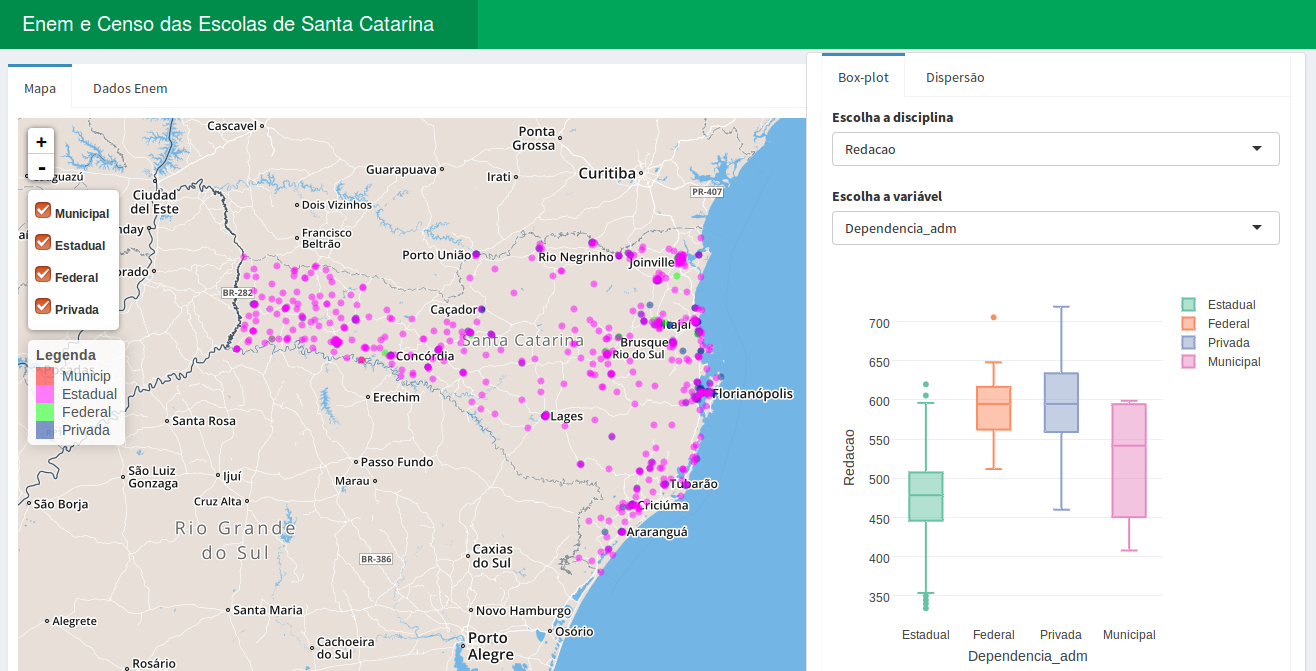 Enem e Censo das Escolas de Santa Catarina
Mapa
Dados Enem
Box-plot
Dispersão
Escolha a disciplina
Redacao
Escolha a variável
Dependencia_adm
+
-
Municipal
Estadual
Federal
Privada
Legenda
Municip
Estadual
Federal
Privada
Cascavel
Ponta
Grossa
Guarapuava
Irati
Curitiba
PR-407
Ciudad
del Este
Dois Vizinhos
Francisco
Beltrão
Porto União
Rio Negrinho
Joinville
BR-282
Caçador
Itajaí
Santa Catarina
Brusque
Rio do Sul
Concórdia
Erechim
Florianópolis
Lages
Santa Rosa
Passo Fundo
São Luiz
Gonzaga
Ijuí
Marau
Tubarão
São Borja
Cruz Alta
Criciúma
Rio Grande
do Sul
Araranguá
BR-386
Caxias
do Sul
Santa Maria
Novo Hamburgo
Alegrete
Osório
Cachoeira
do Sul
Porto
Alegre
Rosário
Estadual
Federal
Privada
Municipal
700
650
600
550
500
450
400
350
Redacao
Estadual
Federal
Privada
Municipal
Dependencia_adm